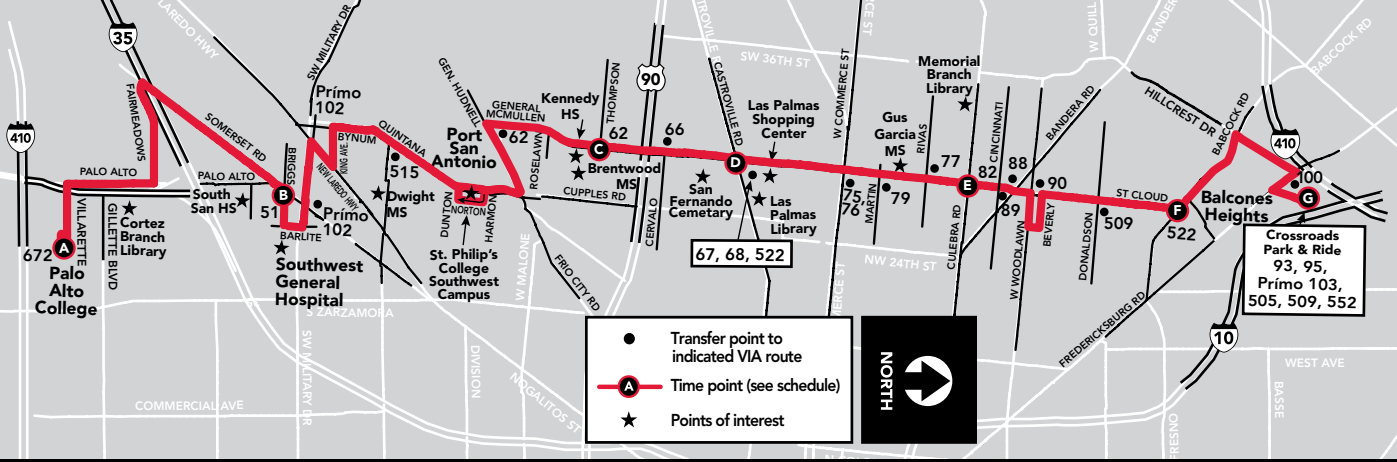 35
410
LAREDO HWY
SW MILITARY DR
FAIRMEADOWS
SOMERSET RD
PALO ALTO
PALO ALTO
VILLARETTE
GILLETTE BLVD
672
A
Palo
Alto
College
Cortez
Branch
Library
South
San HS
BRIGGS
B
51
BARLITE
Southwest
General
Hospital
Prímo
102
Prímo
102
NEW LAREDO HWY
KING AVE.
BYNUM
QUINTANA
515
Dwight
MS
S ZARZAMORA
SW MILITARY DR
COMMERCIAL AVE
DIVISION
NOGALITOS ST
GEN. HUDNELL
Port
San
Antonio
DUNTON
NORTON
HARMON
St. Philip's
College
Southwest
Campus
W MALONE
FRIO CITY RD
GENERAL
MCMULLEN
62
ROSELAWN
CUPPLES RD
Kennedy
HS
THOMPSON
C
62
Brentwood
MS
90
CERVALO
66
San
Fernando
Cemetary
CASTROVILLE RD
D
Las Palmas
Shopping
Center
Las
Palmas
Library
67, 68, 522
SW 36TH ST
W COMMERCE ST
75,
76
MARTIN
79
Gus
Garcia
MS
RIVAS
77
NW 24TH ST
Memorial
Branch
Library
E
CULEBRA RD
82
CINCINNATI
88
89
W WOODLAWN
90
BEVERLY
BANDERA RD
DONALDSON
509
ST CLOUD
F
522
FREDERICKSBURG RD
W QUILL
HILLCREST DR
BABCOCK RD
BABCOCK RD
410
100
G
Balcones
Heights
Crossroads
Park & Ride
93, 95,
Prímo 103,
505, 509, 552
10
WEST AVE
BASSE
Transfer point to
indicated VIA route
A
Time point (see schedule)
Points of interest
NORTH